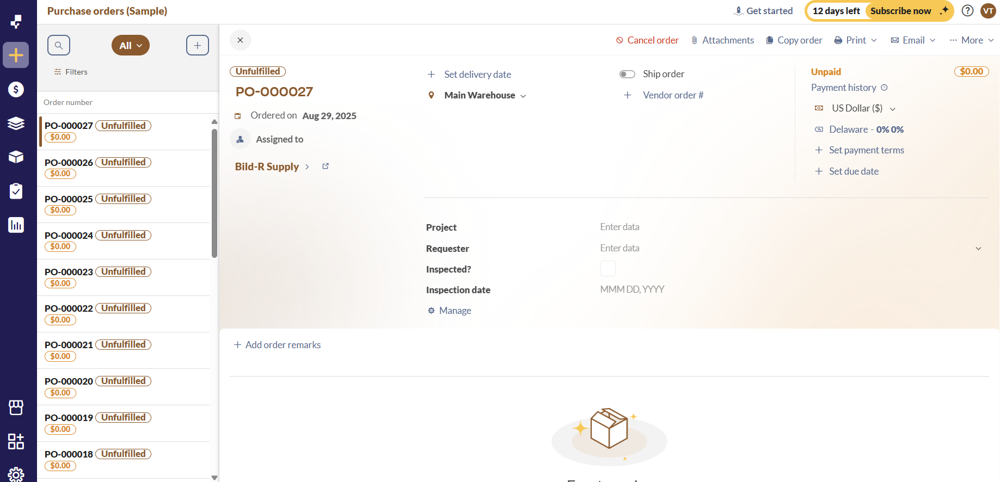 Purchase orders (Sample)
Get started
12 days left
Subscribe now
VT
All
Filters
Order number
PO-000027 Unfulfilled
$0.00
PO-000026 Unfulfilled
$0.00
PO-000025 Unfulfilled
$0.00
PO-000024 Unfulfilled
$0.00
PO-000023 Unfulfilled
$0.00
PO-000022 Unfulfilled
$0.00
PO-000021 Unfulfilled
$0.00
PO-000020 Unfulfilled
$0.00
PO-000019 Unfulfilled
$0.00
PO-000018 Unfulfilled
$0.00
Cancel order
Attachments
Copy order
Print
Email
More
Unfulfilled
PO-000027
Ordered on Aug 29, 2025
Assigned to
Bild-R Supply
Set delivery date
Main Warehouse
Ship order
Vendor order #
Unpaid $0.00
Payment history
US Dollar ($)
Delaware - 0% 0%
Set payment terms
Set due date
Project Enter data
Requester Enter data
Inspected?
Inspection date MMM DD, YYYY
Manage
Add order remarks